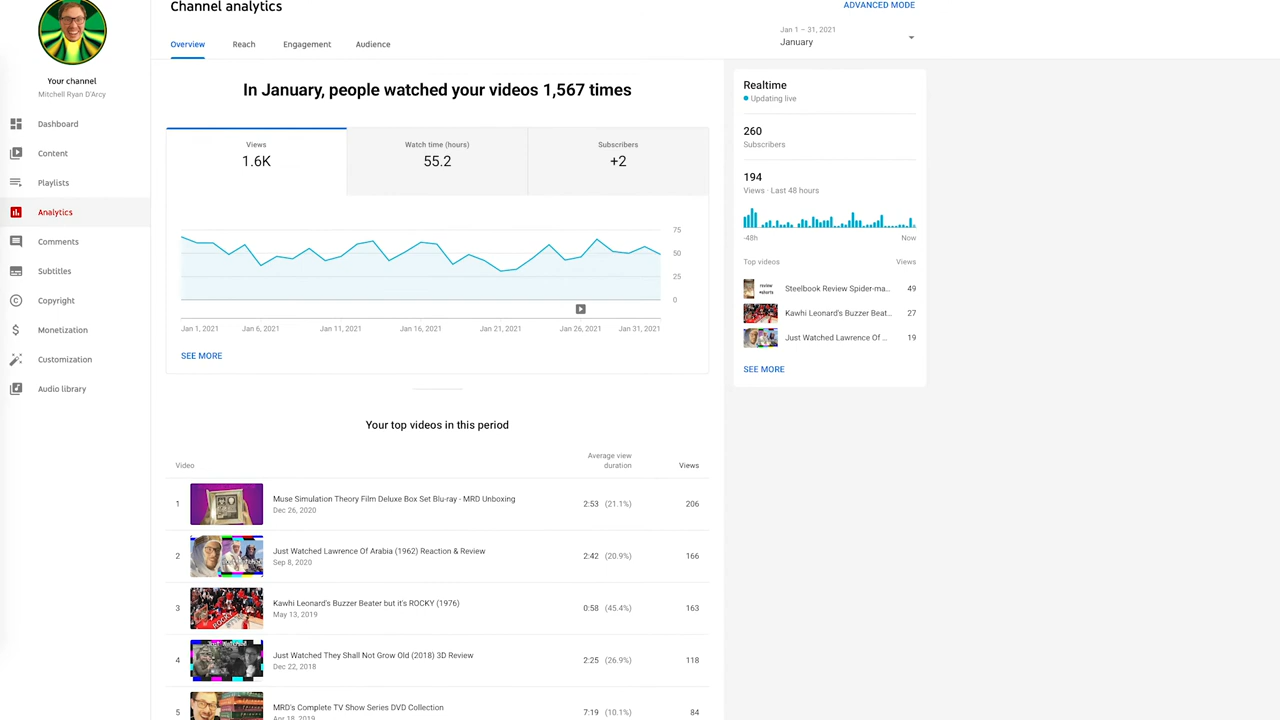 Channel analytics
ADVANCED MODE
Overview
Reach
Engagement
Audience
Jan 1 – 31, 2021
January
Your channel
Mitchell Ryan D'Arcy
Dashboard
Content
Playlists
Analytics
Comments
Subtitles
Copyright
Monetization
Customization
Audio library
In January, people watched your videos 1,567 times
Views
1.6K
Watch time (hours)
55.2
Subscribers
+2
75
50
25
0
Jan 1, 2021
Jan 6, 2021
Jan 11, 2021
Jan 16, 2021
Jan 21, 2021
Jan 26, 2021
Jan 31, 2021
SEE MORE
Your top videos in this period
Video
Average view
duration
Views
1
Muse Simulation Theory Film Deluxe Box Set Blu-ray - MRD Unboxing
Dec 26, 2020
2:53 (21.1%)
206
2
Just Watched Lawrence Of Arabia (1962) Reaction & Review
Sep 8, 2020
2:42 (20.9%)
166
3
Kawhi Leonard's Buzzer Beater but it's ROCKY (1976)
May 13, 2019
0:58 (45.4%)
163
4
Just Watched They Shall Not Grow Old (2018) 3D Review
Dec 22, 2018
2:25 (26.9%)
118
5
MRD's Complete TV Show Series DVD Collection
Apr 18, 2019
7:19 (10.1%)
84
Realtime
Updating live
260
Subscribers
194
Views · Last 48 hours
-48h
Now
Top videos
Views
review
#shorts
Steelbook Review Spider-ma...
49
Kawhi Leonard's Buzzer Beat...
27
Just Watched Lawrence Of ...
19
SEE MORE